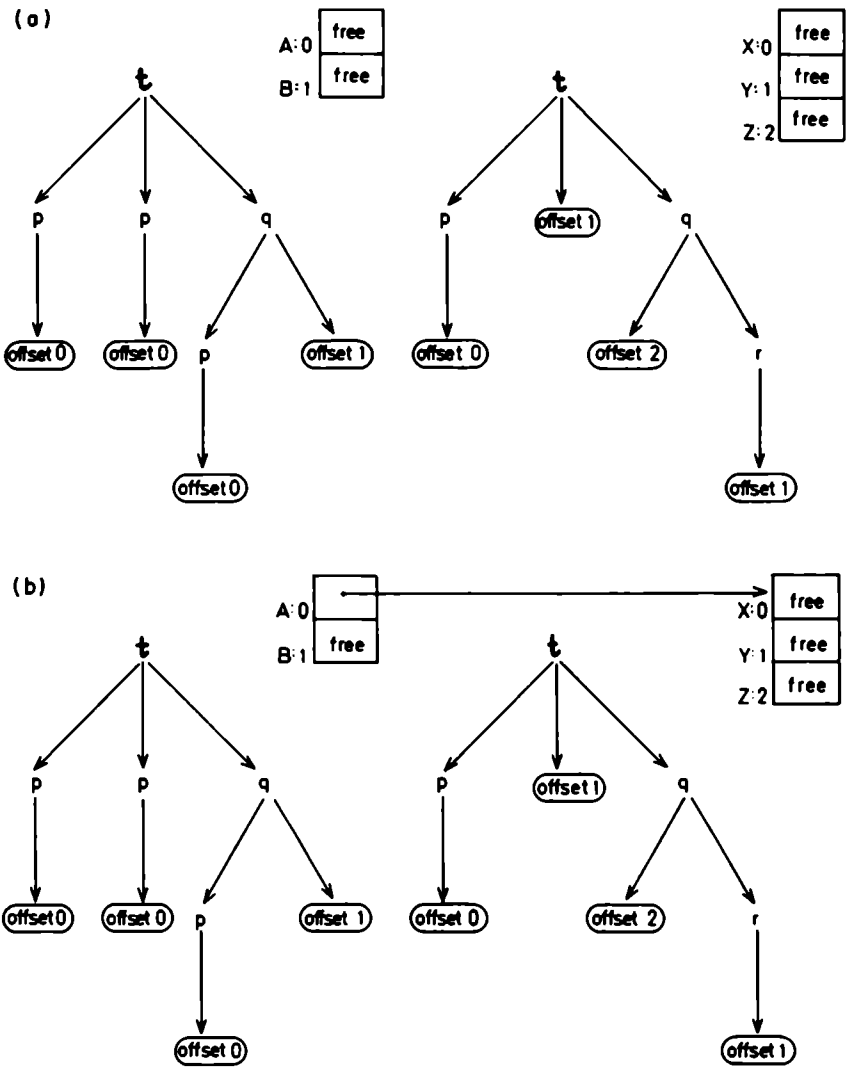 (a)
A:0 free
B:1 free
X:0 free
Y:1 free
Z:2 free
t t
p p q p offset 1 q
offset 0 offset 0 p offset 1 offset 0 offset 2 r
offset 0 offset 1
(b)
A:0
B:1 free
X:0 free
Y:1 free
Z:2 free
t t
p p q p offset 1 q
offset 0 offset 0 p offset 1 offset 0 offset 2 r
offset 0 offset 1